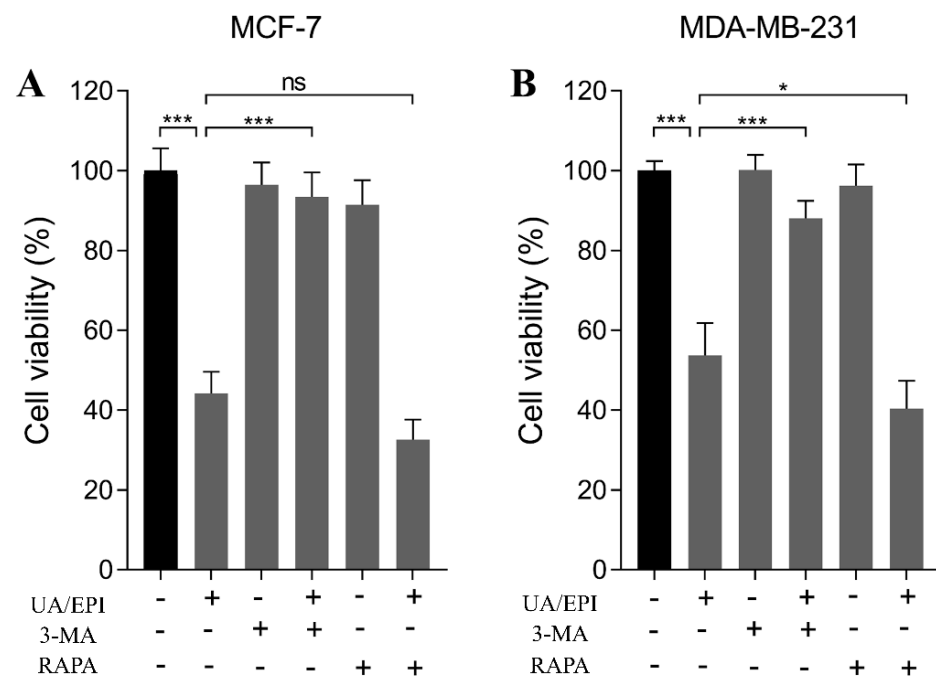 MCF-7
MDA-MB-231
A
Cell viability (%)
120
100
80
60
40
20
0
ns
*** ***
UA/EPI - + - + - +
3-MA - - + + - -
RAPA - - - - + +
B
Cell viability (%)
120
100
80
60
40
20
0
*
*** ***
UA/EPI - + - + - +
3-MA - - + + - -
RAPA - - - - + +